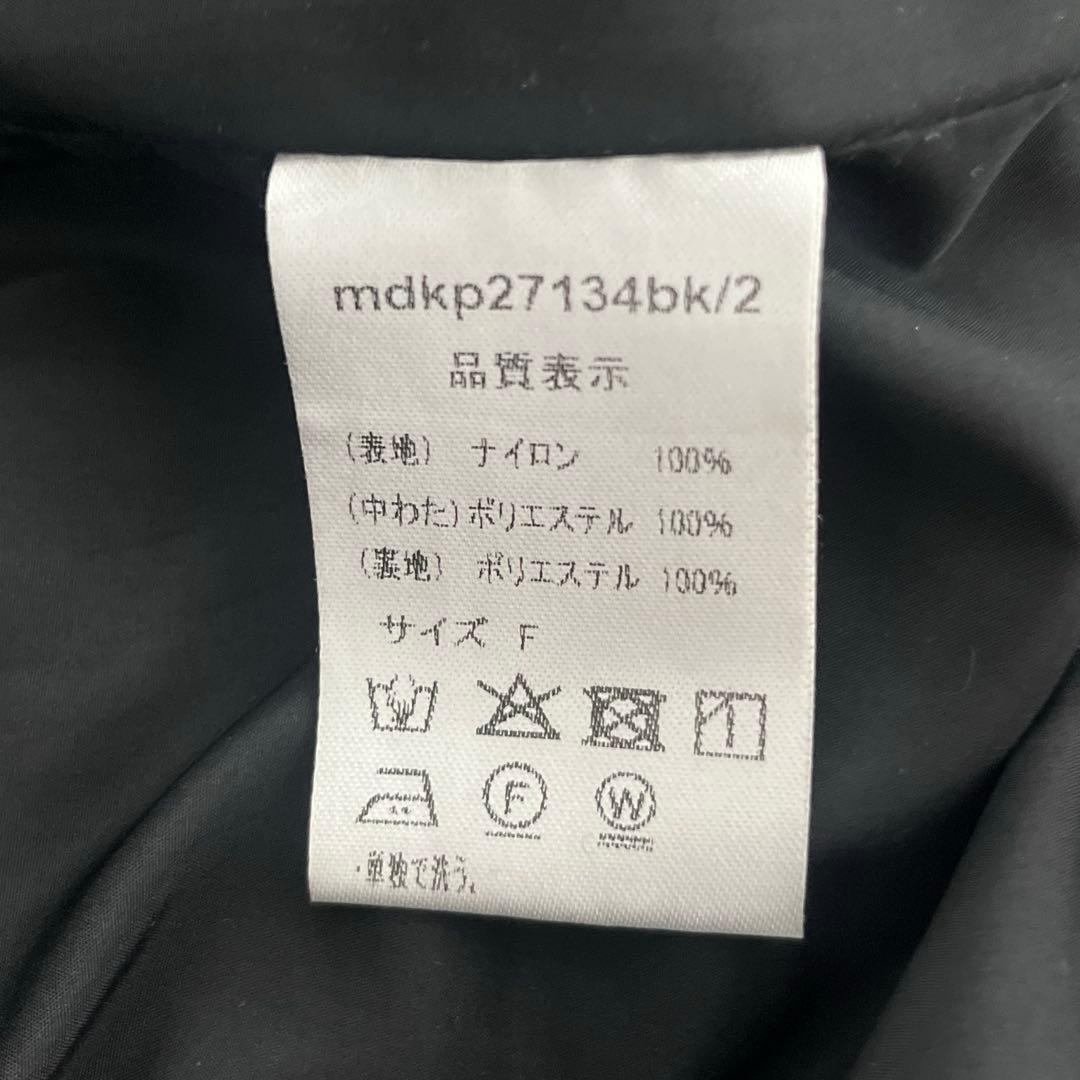 mdkp27134bk/2
品質表示
(表地) ナイロン 100%
(中わた) ポリエステル 100%
(裏地) ポリエステル 100%
サイズ F
F W
・単独で洗う。